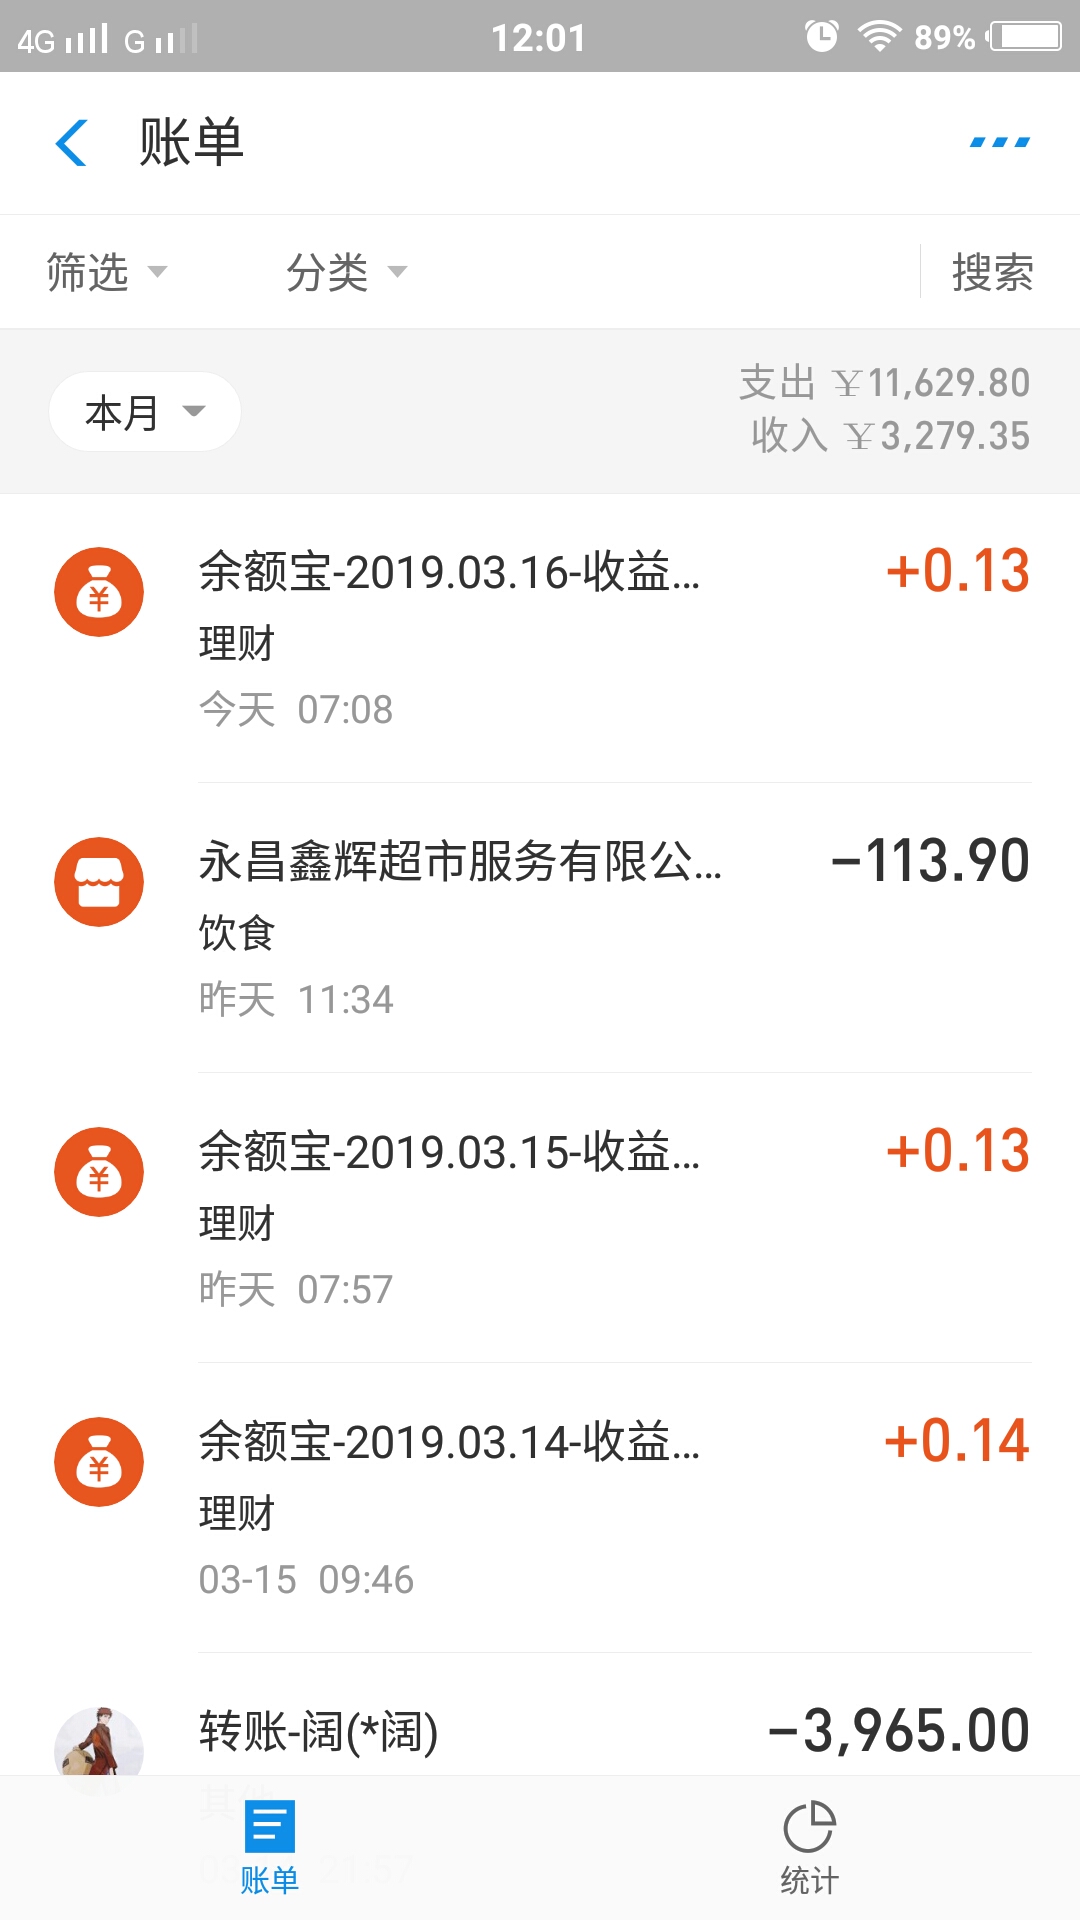 4G G 12:01 89%
账单
筛选 分类 搜索
本月
支出 ￥11,629.80
收入 ￥3,279.35
余额宝-2019.03.16-收益... +0.13
理财
今天 07:08
永昌鑫辉超市服务有限公... -113.90
饮食
昨天 11:34
余额宝-2019.03.15-收益... +0.13
理财
昨天 07:57
余额宝-2019.03.14-收益... +0.14
理财
03-15 09:46
转账-阔(*阔) -3,965.00
账单 统计